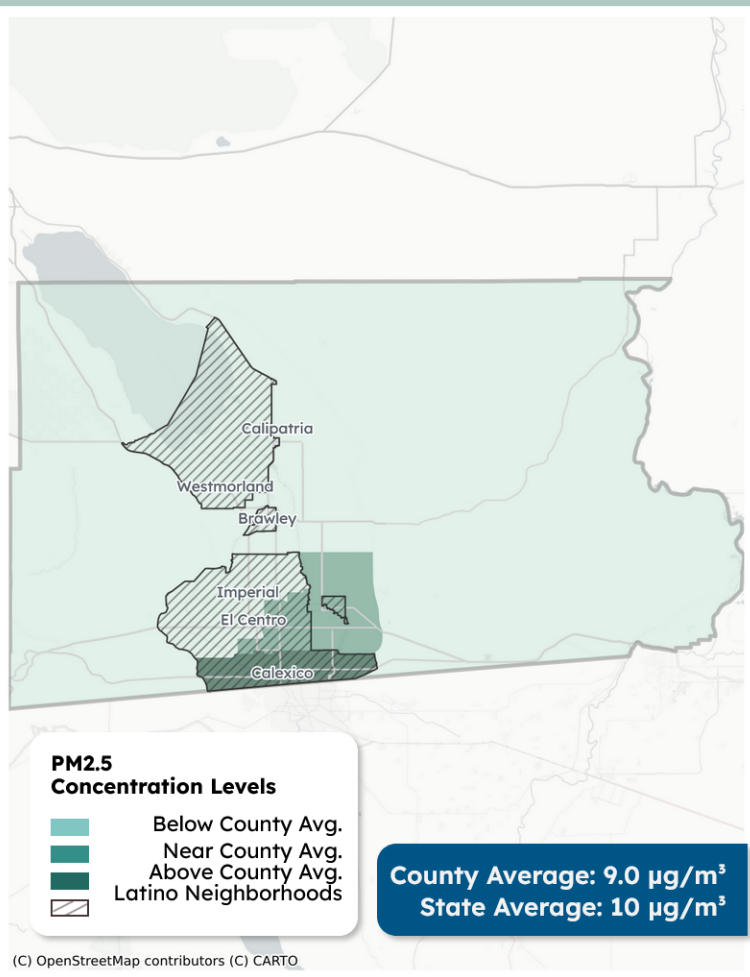 Calipatria
Westmorland
Brawley
Imperial
El Centro
Calexico
PM2.5
Concentration Levels
Below County Avg.
Near County Avg.
Above County Avg.
Latino Neighborhoods
County Average: 9.0 µg/m³
State Average: 10 µg/m³
(C) OpenStreetMap contributors (C) CARTO